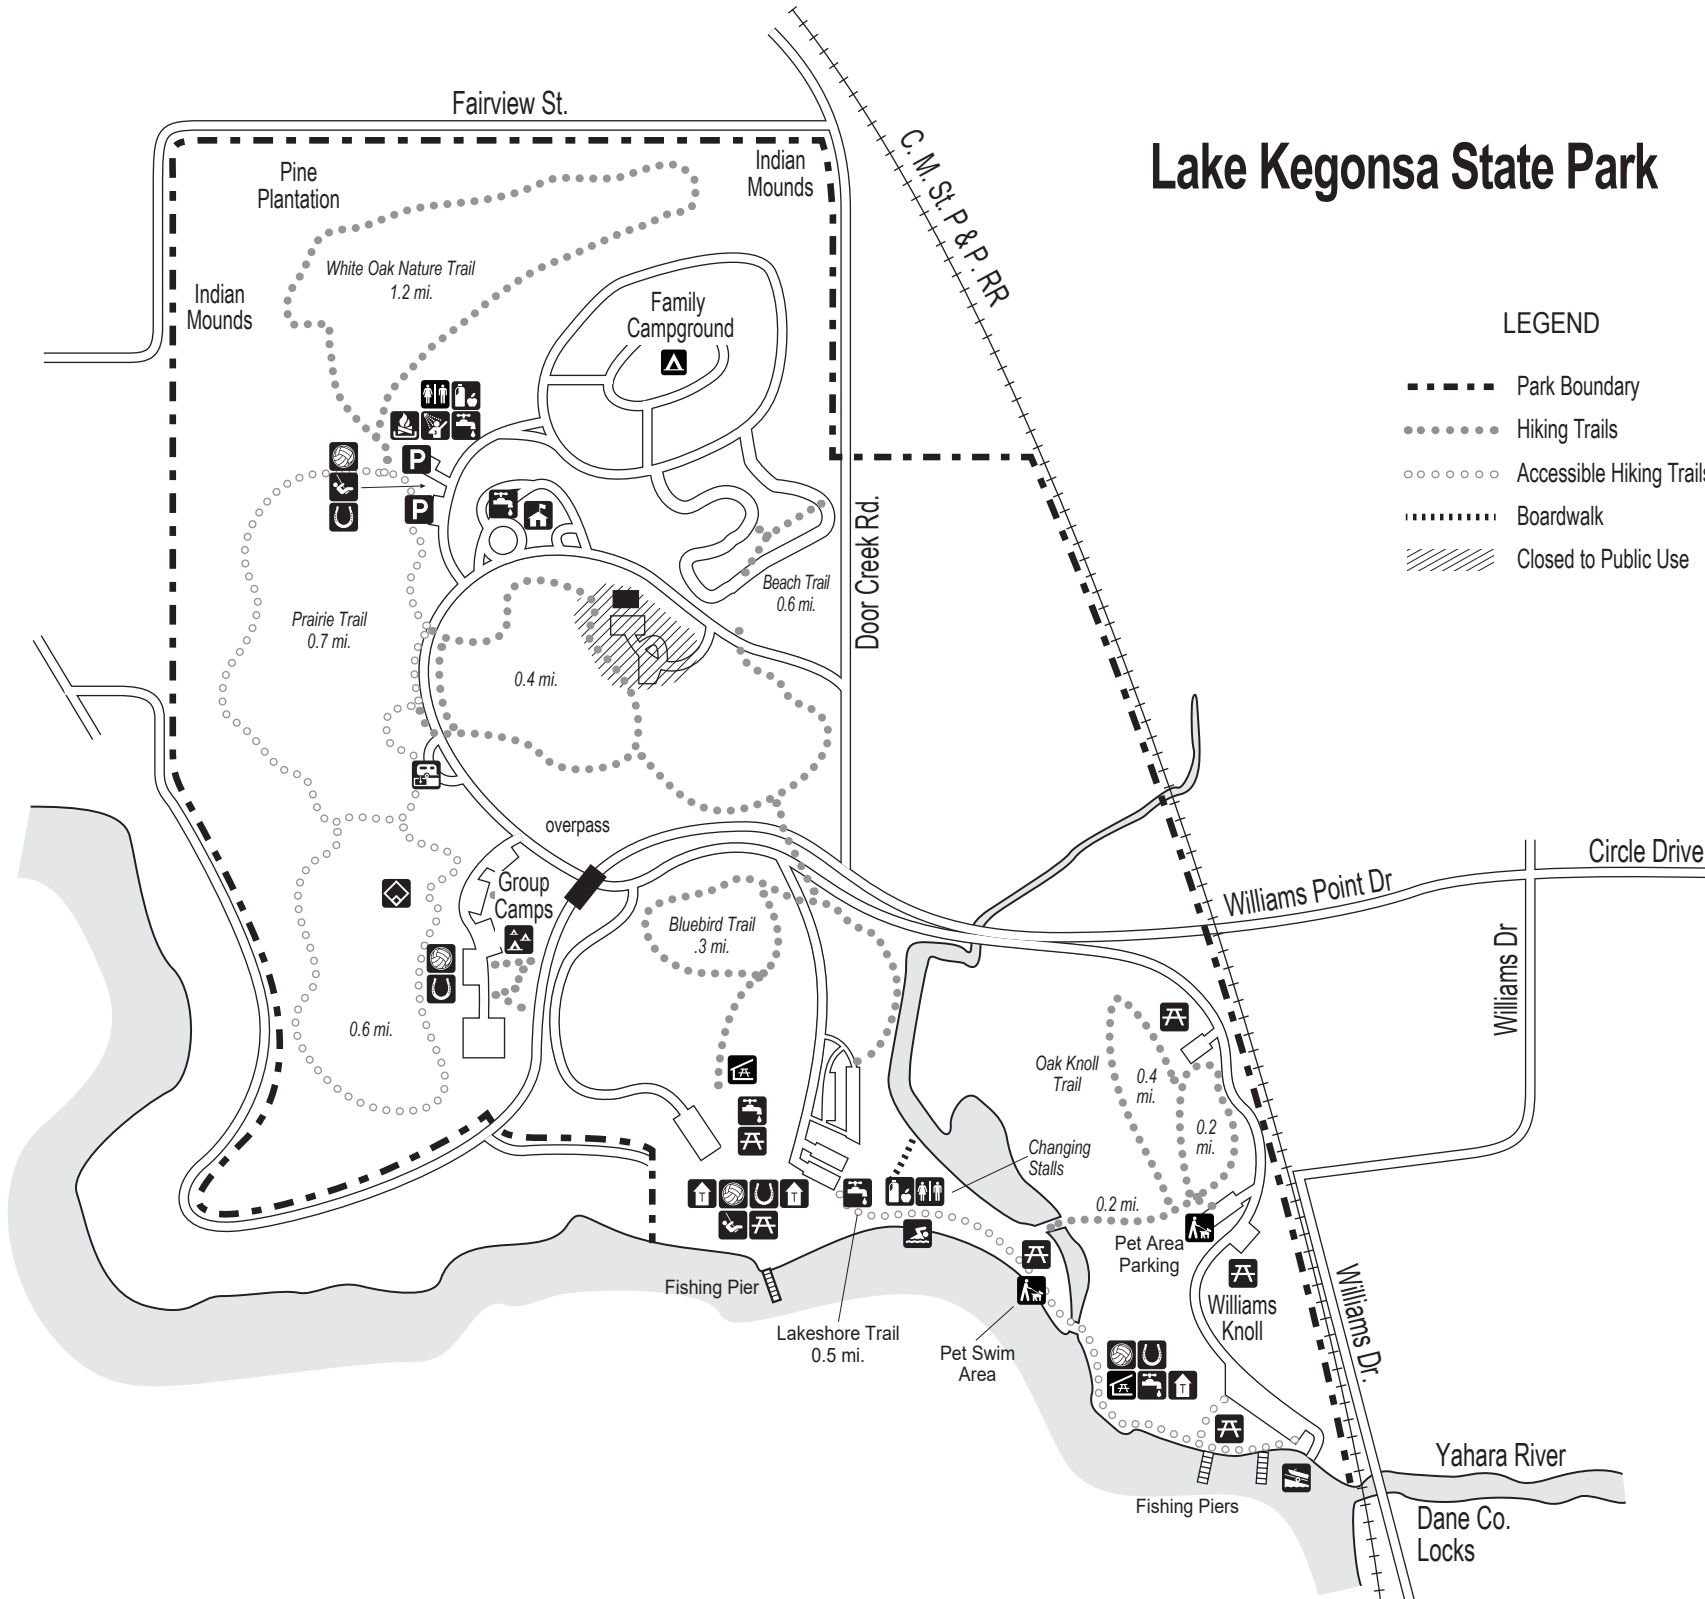 Fairview St.
Lake Kegonsa State Park
C. M. St. P & P. RR
Pine
Plantation
Indian
Mounds
White Oak Nature Trail
1.2 mi.
Indian
Mounds
Family
Campground
LEGEND
Park Boundary
Hiking Trails
Accessible Hiking Trails
Boardwalk
Closed to Public Use
P
P
Door Creek Rd.
Beach Trail
0.6 mi.
Prairie Trail
0.7 mi.
0.4 mi.
overpass
Circle Drive
Williams Point Dr
Group
Camps
Bluebird Trail
.3 mi.
Williams Dr
0.6 mi.
Oak Knoll
Trail
0.4
mi.
0.2
mi.
Changing
Stalls
0.2 mi.
T
T
Pet Area
Parking
Fishing Pier
Williams
Knoll
Williams Dr.
Lakeshore Trail
0.5 mi.
Pet Swim
Area
T
Yahara River
Fishing Piers
Dane Co.
Locks